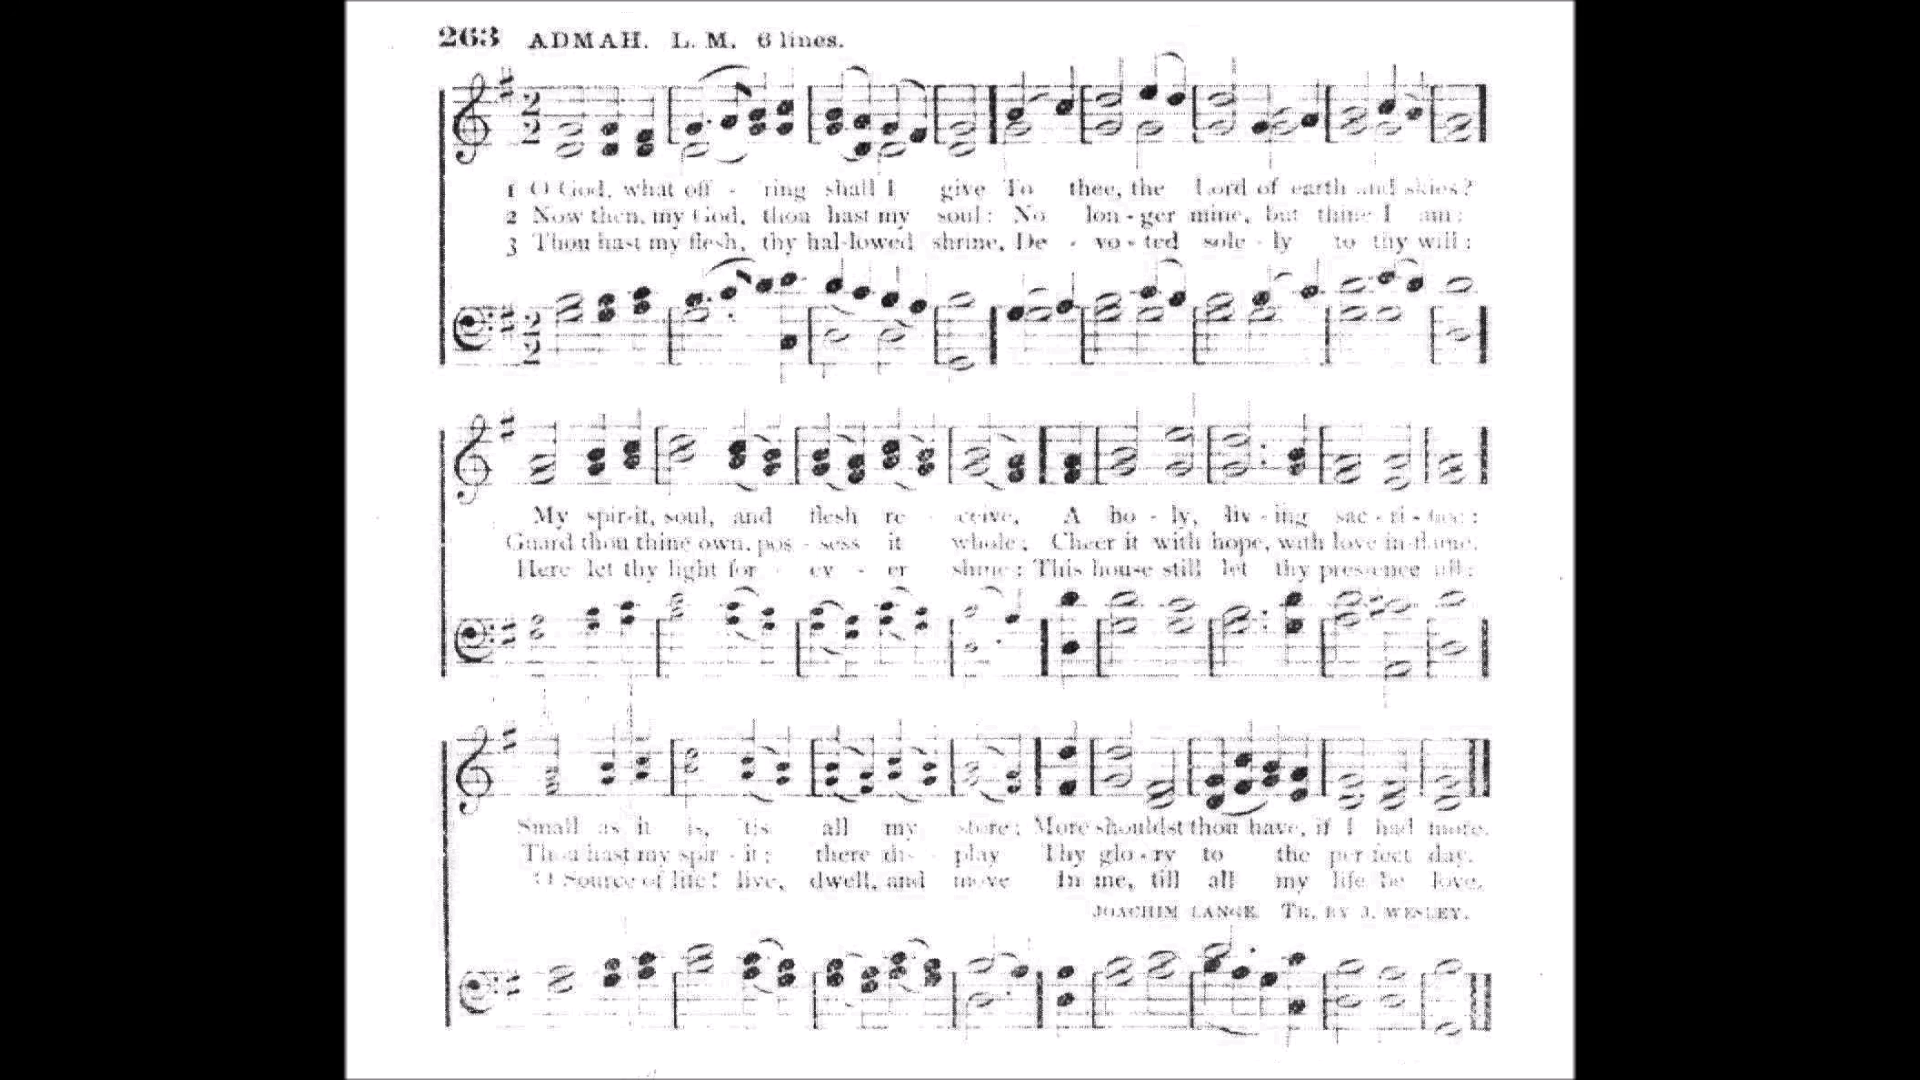 263 ADMAH. L. M. 6 lines.
1 O God, what off - 'ring shall I give To thee, the Lord of earth and skies?
2 Now then, my God, thou hast my soul: No lon - ger mine, but thine I am:
3 Thou hast my flesh, thy hal-lowed shrine, De - vo - ted sole - ly to thy will:
My spir-it, soul, and flesh re - ceive, A ho - ly, liv - ing sac - ri - fice:
Guard thou thine own, pos - sess it whole; Cheer it with hope, with love in-flame.
Here let thy light for - ev - er shine: This house still let thy pres-ence fill:
Small as it is, 'tis all my store; More shouldst thou have, if I had more.
Thou hast my spir - it; there dis - play Thy glo - ry to the per-fect day.
O Source of life! live, dwell, and move In me, till all my life be love.
JOACHIM LANGE. TR. BY J. WESLEY.